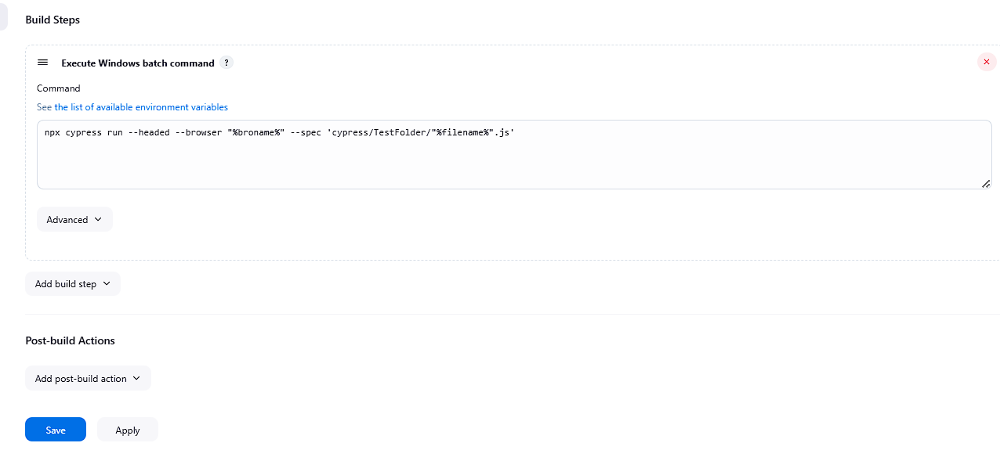 Build Steps
Execute Windows batch command ?
Command
See the list of available environment variables
npx cypress run --headed --browser "%broname%" --spec 'cypress/TestFolder/"%filename%".js'
Advanced
Add build step
Post-build Actions
Add post-build action
Save Apply